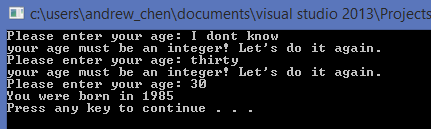 c:\users\andrew_chen\documents\visual studio 2013\Projects
Please enter your age: I dont know
your age must be an integer! Let's do it again.
Please enter your age: thirty
your age must be an integer! Let's do it again.
Please enter your age: 30
You were born in 1985
Press any key to continue . . .